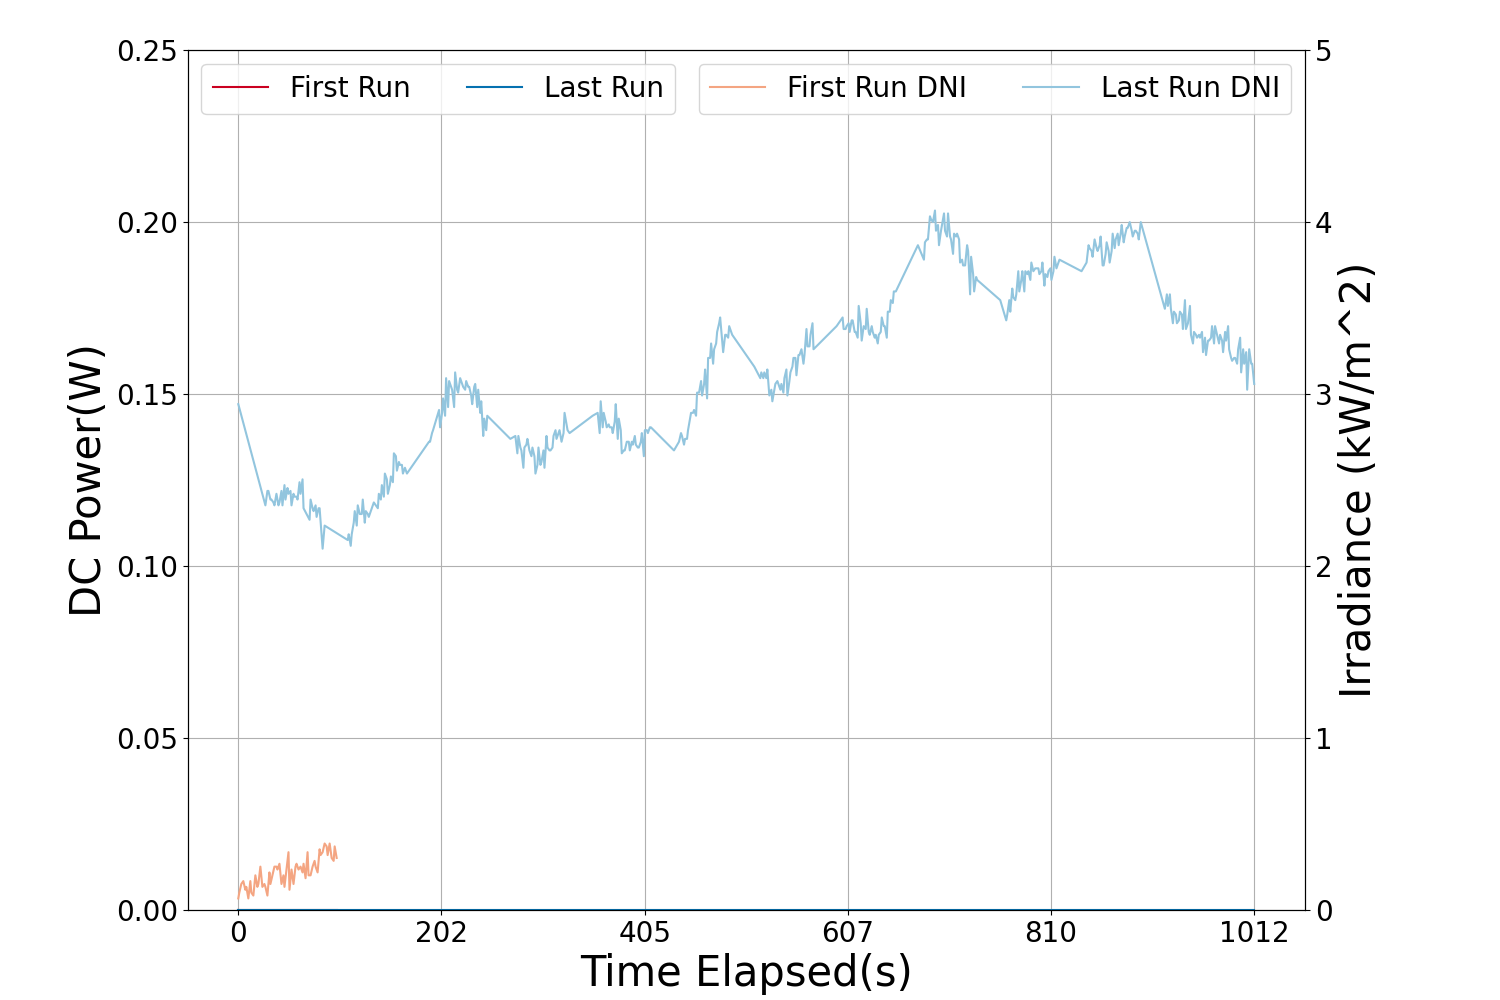 First Run
Last Run
First Run DNI
Last Run DNI
DC Power(W)
0.25
0.20
0.15
0.10
0.05
0.00
5
4
3
2
1
0
Irradiance (kW/m^2)
0 202 405 607 810 1012
Time Elapsed(s)